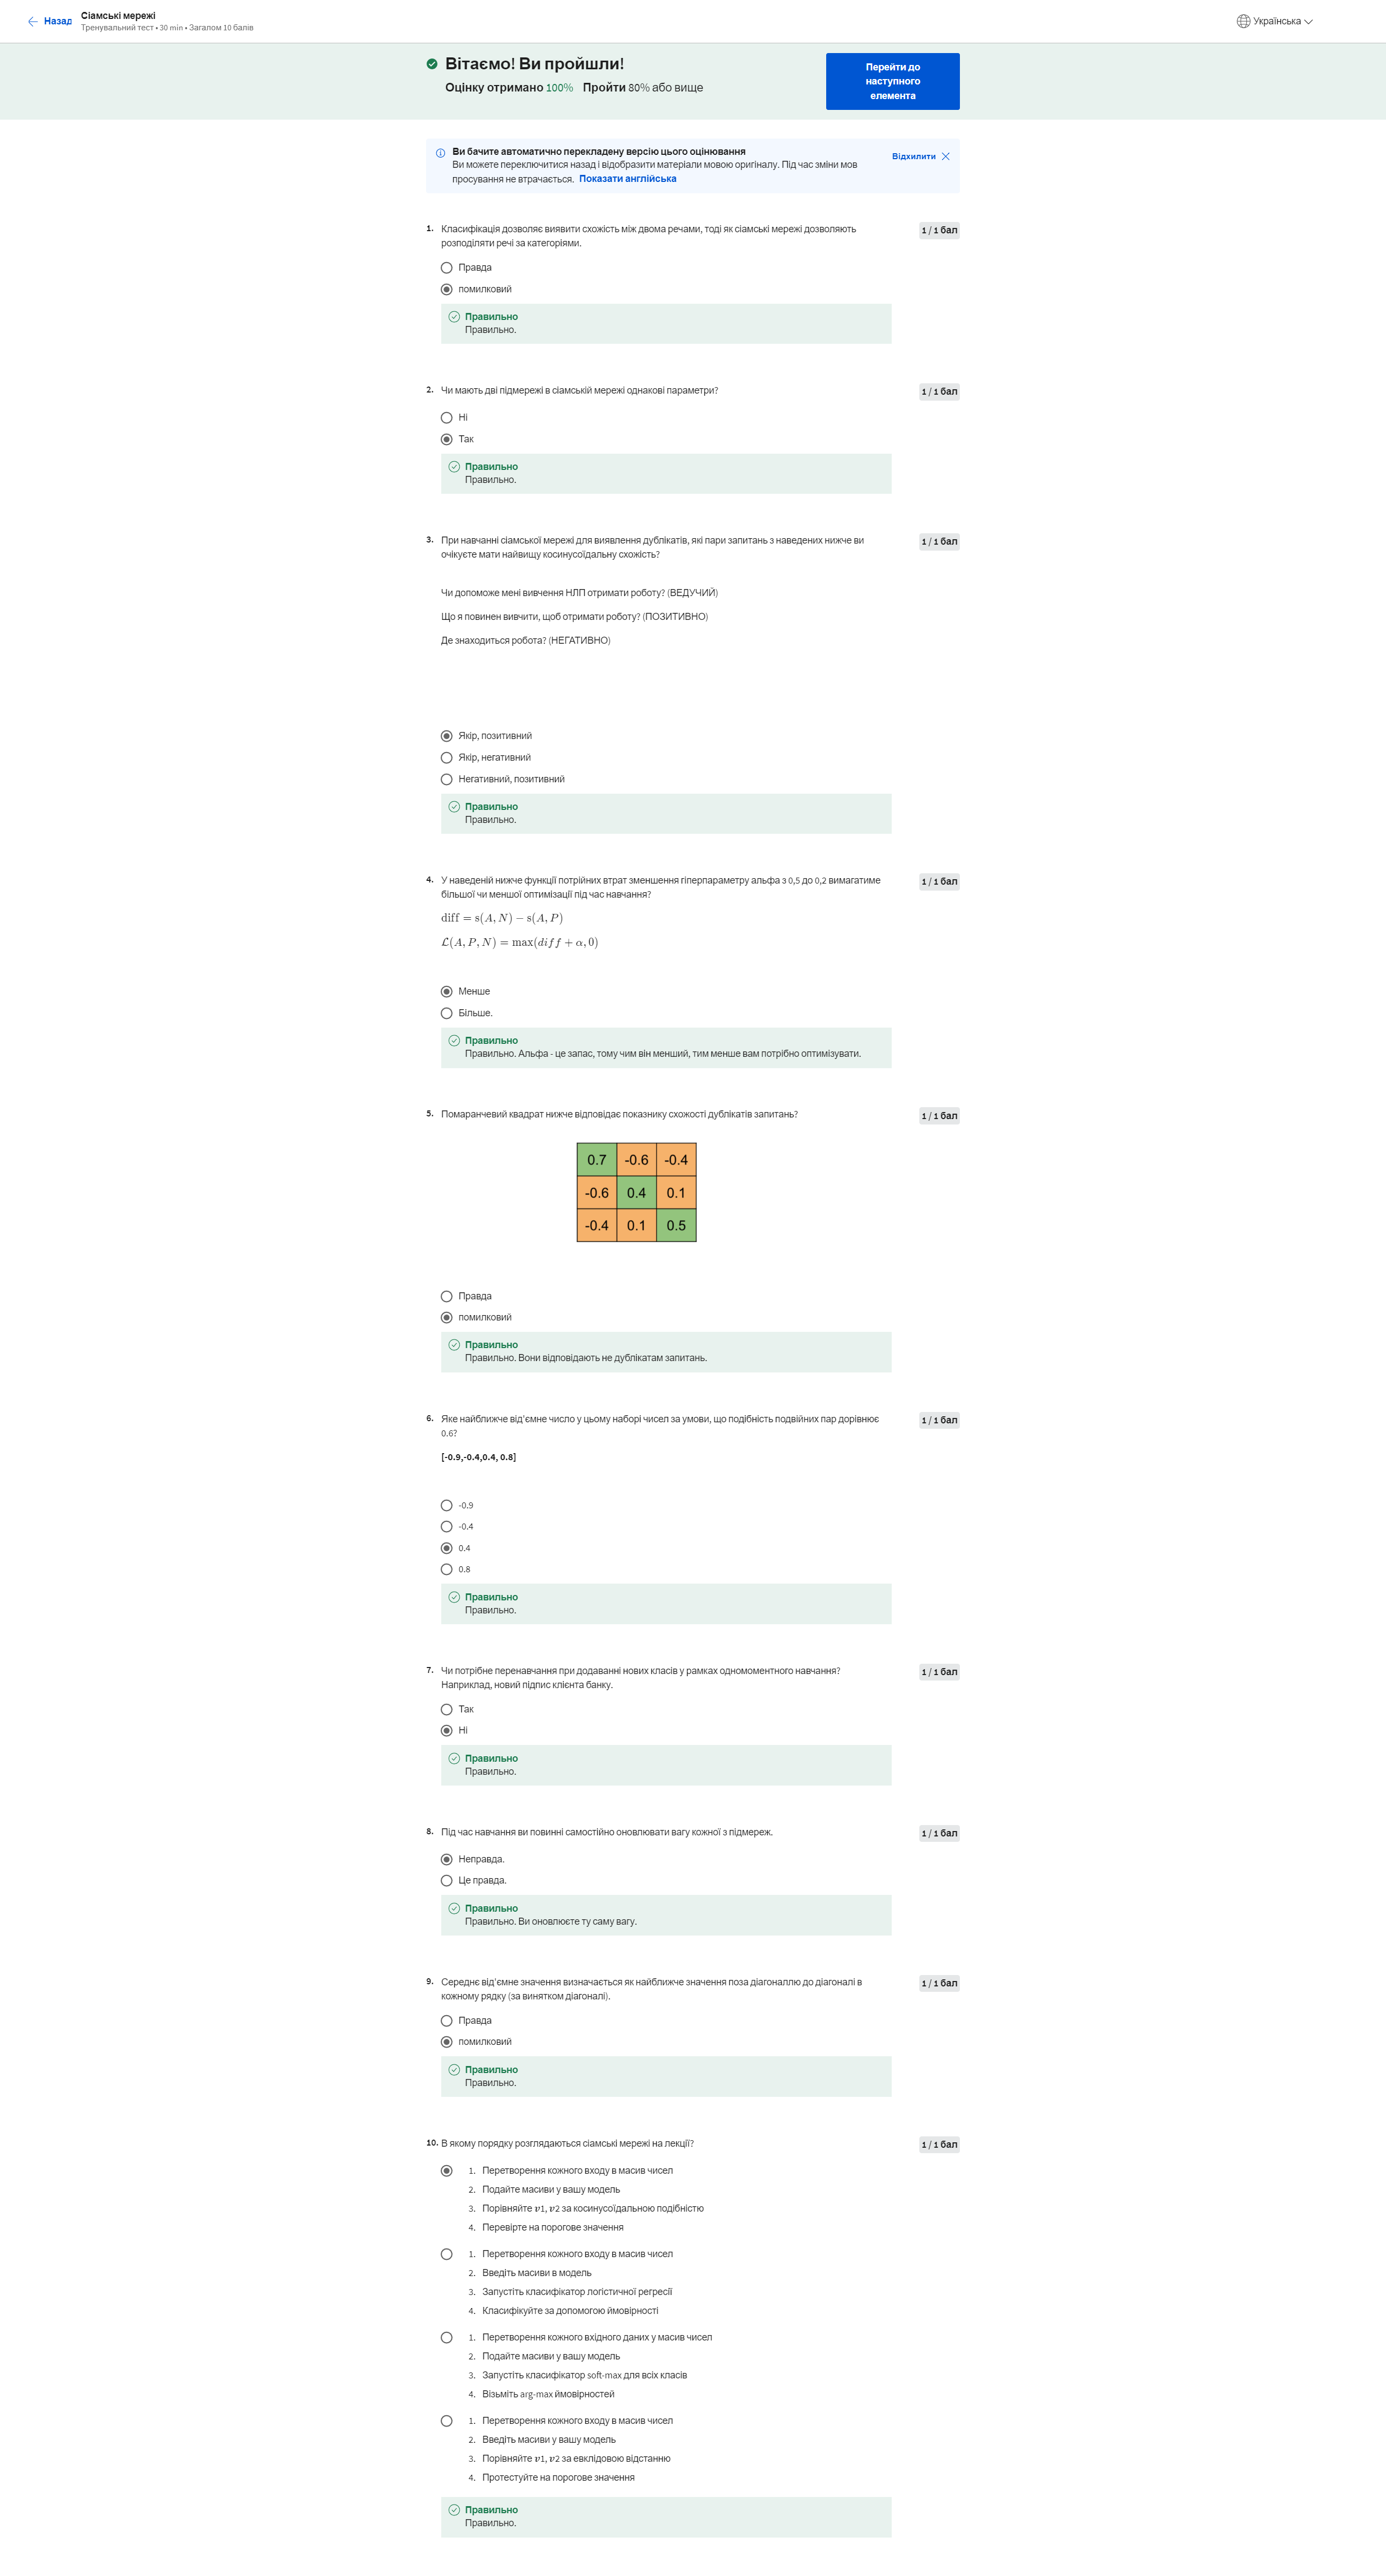 Назад
Сіамські мережі
Тренувальний тест • 30 min • Загалом 10 балів
Українська
Вітаємо! Ви пройшли!
Оцінку отримано 100% Пройти 80% або вище
Перейти до
наступного
елемента
Ви бачите автоматично перекладену версію цього оцінювання
Ви можете переключитися назад і відобразити матеріали мовою оригіналу. Під час зміни мов
просування не втрачається. Показати англійська
Відхилити
1. Класифікація дозволяє виявити схожість між двома речами, тоді як сіамські мережі дозволяють
розподіляти речі за категоріями.
1 / 1 бал
Правда
помилковий
Правильно
Правильно.
2. Чи мають дві підмережі в сіамській мережі однакові параметри?
1 / 1 бал
Ні
Так
Правильно
Правильно.
3. При навчанні сіамської мережі для виявлення дублікатів, які пари запитань з наведених нижче ви
очікуєте мати найвищу косинусоїдальну схожість?
1 / 1 бал
Чи допоможе мені вивчення НЛП отримати роботу? (ВЕДУЧИЙ)
Що я повинен вивчити, щоб отримати роботу? (ПОЗИТИВНО)
Де знаходиться робота? (НЕГАТИВНО)
Якір, позитивний
Якір, негативний
Негативний, позитивний
Правильно
Правильно.
4. У наведеній нижче функції потрійних втрат зменшення гіперпараметру альфа з 0,5 до 0,2 вимагатиме
більшої чи меншої оптимізації під час навчання?
1 / 1 бал
diff = s(A, N) − s(A, P)
ℒ(A, P, N) = max(diff + α, 0)
Менше
Більше.
Правильно
Правильно. Альфа - це запас, тому чим він менший, тим менше вам потрібно оптимізувати.
5. Помаранчевий квадрат нижче відповідає показнику схожості дублікатів запитань?
1 / 1 бал
0.7 -0.6 -0.4
-0.6 0.4 0.1
-0.4 0.1 0.5
Правда
помилковий
Правильно
Правильно. Вони відповідають не дублікатам запитань.
6. Яке найближче від'ємне число у цьому наборі чисел за умови, що подібність подвійних пар дорівнює
0.6?
1 / 1 бал
[-0.9,-0.4,0.4, 0.8]
-0.9
-0.4
0.4
0.8
Правильно
Правильно.
7. Чи потрібне перенавчання при додаванні нових класів у рамках одномоментного навчання?
Наприклад, новий підпис клієнта банку.
1 / 1 бал
Так
Ні
Правильно
Правильно.
8. Під час навчання ви повинні самостійно оновлювати вагу кожної з підмереж.
1 / 1 бал
Неправда.
Це правда.
Правильно
Правильно. Ви оновлюєте ту саму вагу.
9. Середнє від'ємне значення визначається як найближче значення поза діагоналлю до діагоналі в
кожному рядку (за винятком діагоналі).
1 / 1 бал
Правда
помилковий
Правильно
Правильно.
10. В якому порядку розглядаються сіамські мережі на лекції?
1 / 1 бал
1. Перетворення кожного входу в масив чисел
2. Подайте масиви у вашу модель
3. Порівняйте v1, v2 за косинусоїдальною подібністю
4. Перевірте на порогове значення
1. Перетворення кожного входу в масив чисел
2. Введіть масиви в модель
3. Запустіть класифікатор логістичної регресії
4. Класифікуйте за допомогою ймовірності
1. Перетворення кожного вхідного даних у масив чисел
2. Подайте масиви у вашу модель
3. Запустіть класифікатор soft-max для всіх класів
4. Візьміть arg-max ймовірностей
1. Перетворення кожного входу в масив чисел
2. Введіть масиви у вашу модель
3. Порівняйте v1, v2 за евклідовою відстанню
4. Протестуйте на порогове значення
Правильно
Правильно.